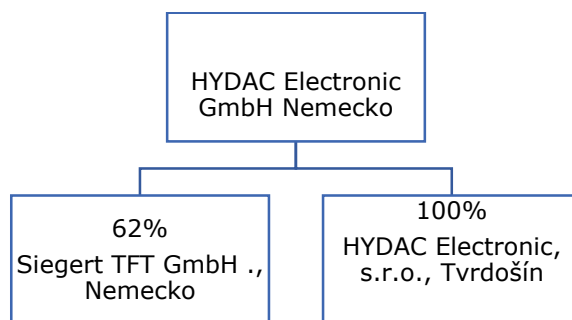 HYDAC Electronic
GmbH Nemecko
62%
Siegert TFT GmbH .,
Nemecko
100%
HYDAC Electronic,
s.r.o., Tvrdošín